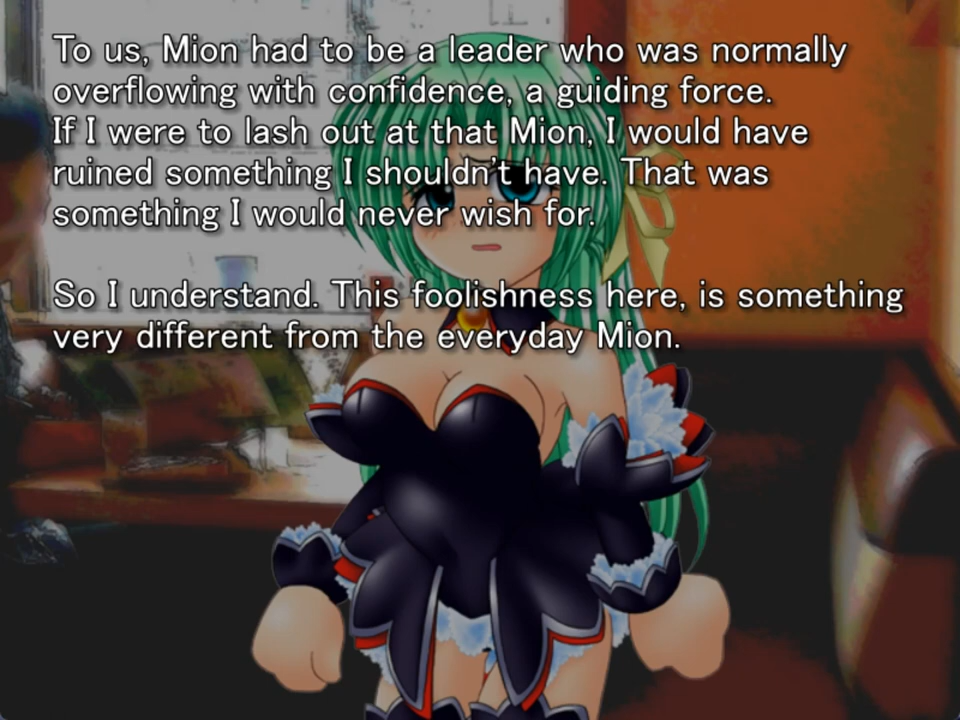 To us, Mion had to be a leader who was normally
overflowing with confidence, a guiding force.
If I were to lash out at that Mion, I would have
ruined something I shouldn't have. That was
something I would never wish for.
So I understand. This foolishness here, is something
very different from the everyday Mion.